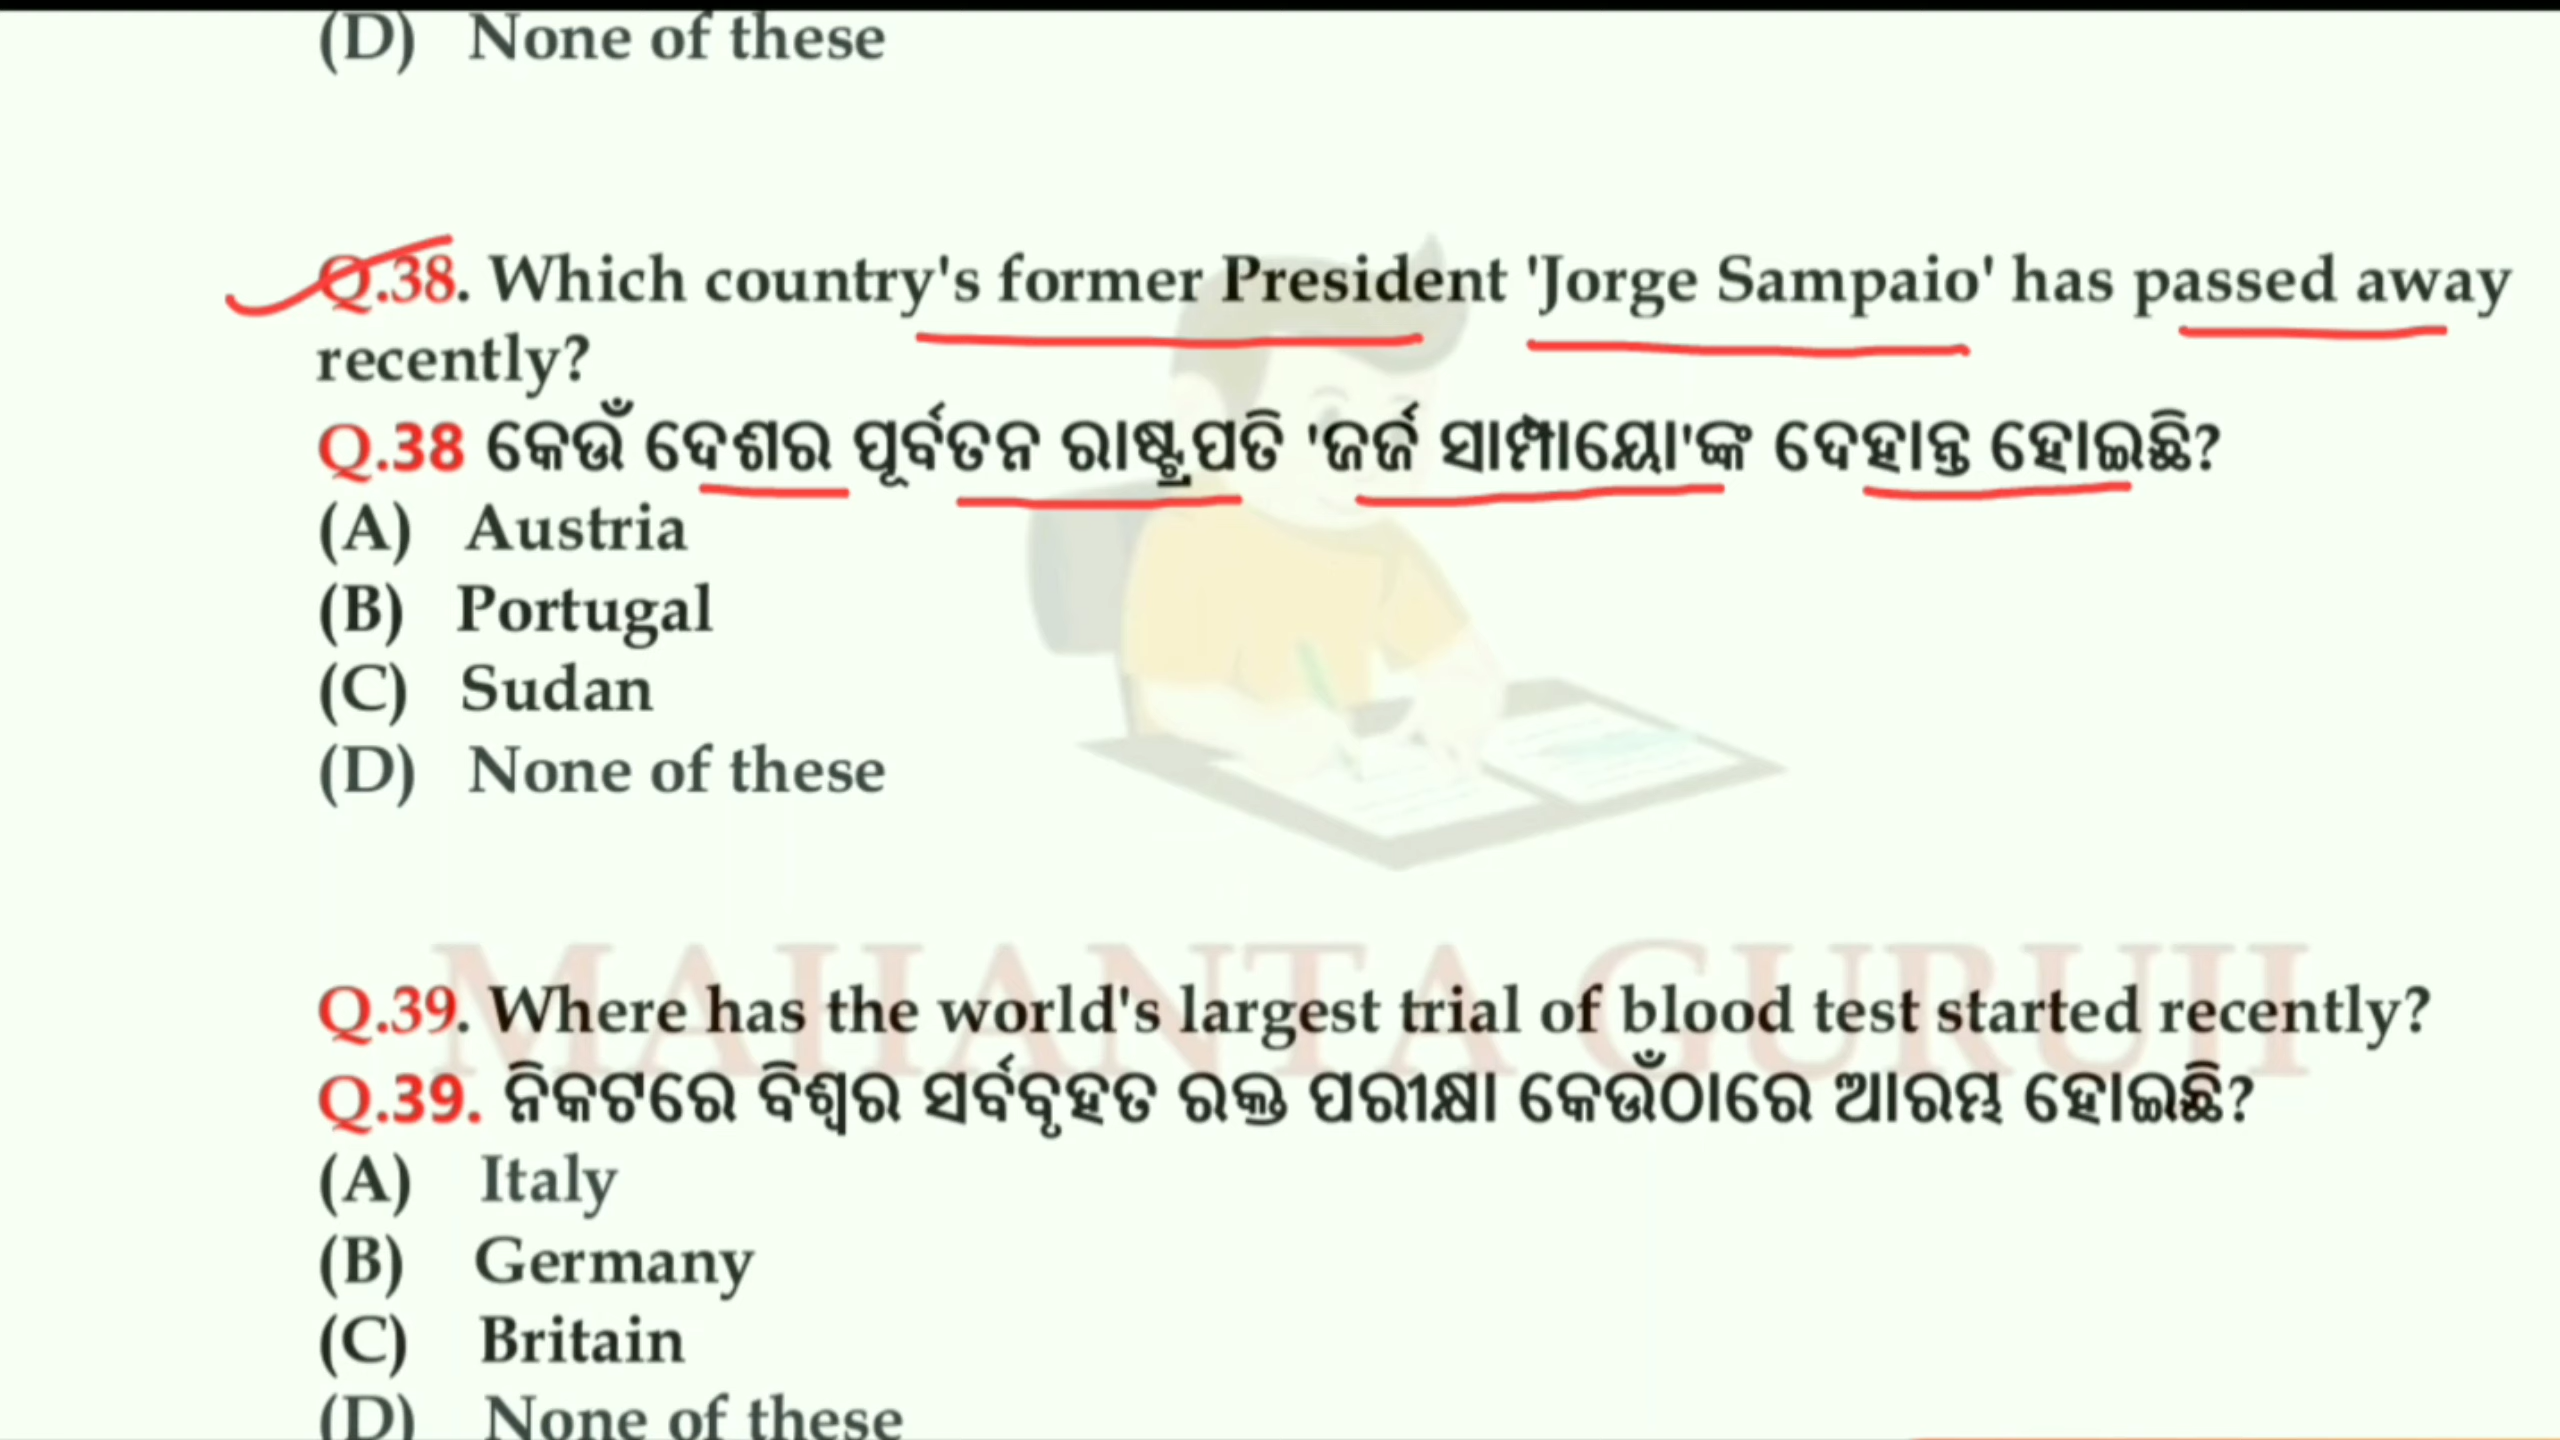 (D) None of these
Q.38. Which country's former President 'Jorge Sampaio' has passed away
recently?
Q.38 କେଉଁ ଦେଶର ପୂର୍ବତନ ରାଷ୍ଟ୍ରପତି 'ଜର୍ଜ ସାମ୍ପାୟୋ'ଙ୍କ ଦେହାନ୍ତ ହୋଇଛି?
(A) Austria
(B) Portugal
(C) Sudan
(D) None of these
MAHANTA GURUJI
Q.39. Where has the world's largest trial of blood test started recently?
Q.39. ନିକଟରେ ବିଶ୍ୱର ସର୍ବବୃହତ ରକ୍ତ ପରୀକ୍ଷା କେଉଁଠାରେ ଆରମ୍ଭ ହୋଇଛି?
(A) Italy
(B) Germany
(C) Britain
(D) None of these